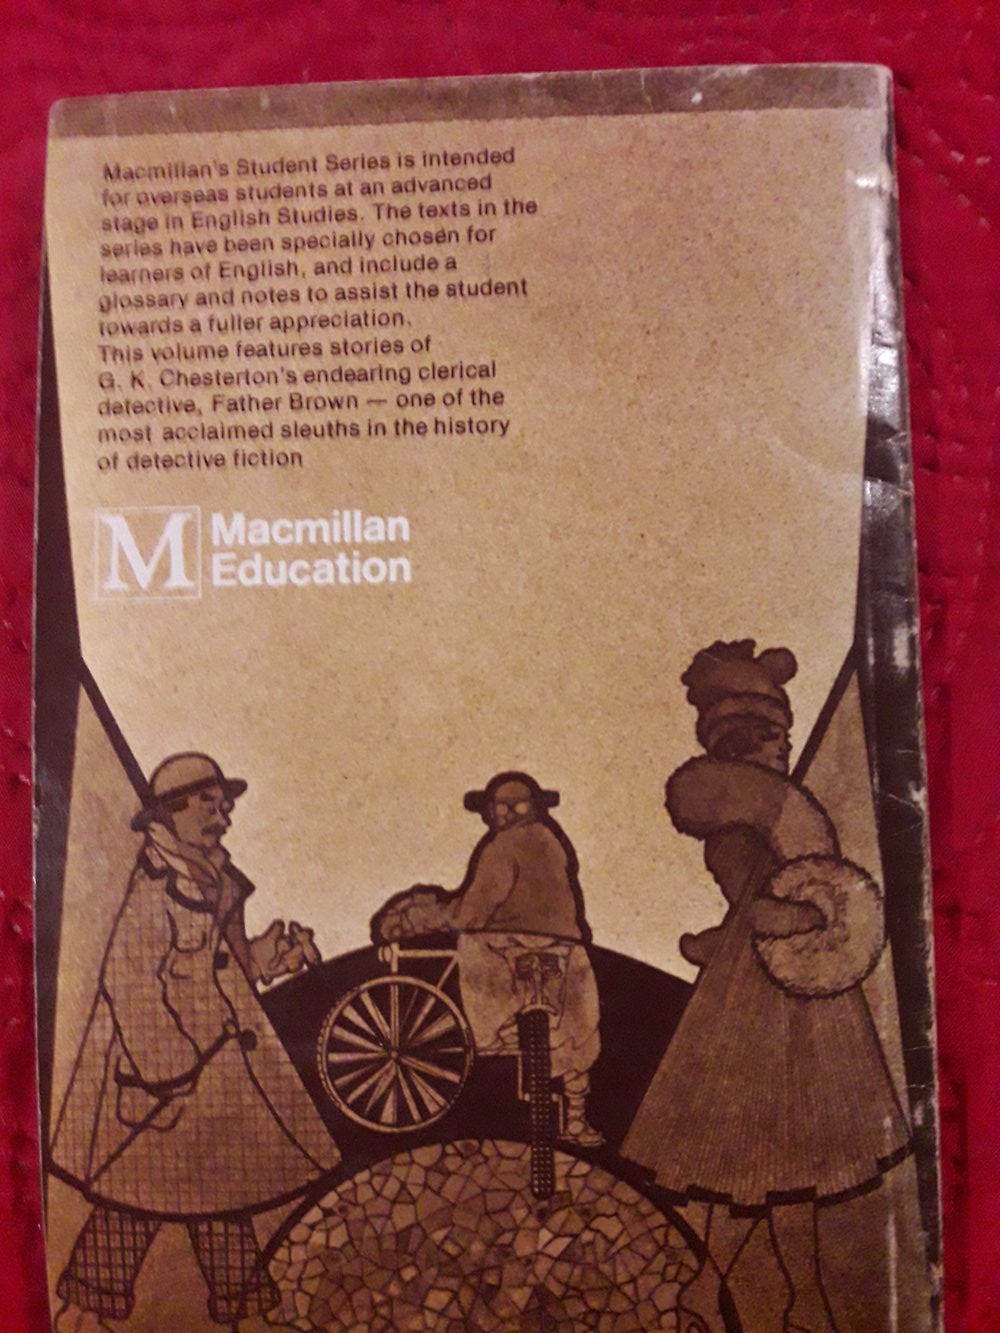 Macmillan's Student Series is intended
for overseas students at an advanced
stage in English Studies. The texts in the
series have been specially chosen for
learners of English, and include a
glossary and notes to assist the student
towards a fuller appreciation.
This volume features stories of
G. K. Chesterton's endearing clerical
detective, Father Brown — one of the
most acclaimed sleuths in the history
of detective fiction
M Macmillan
Education